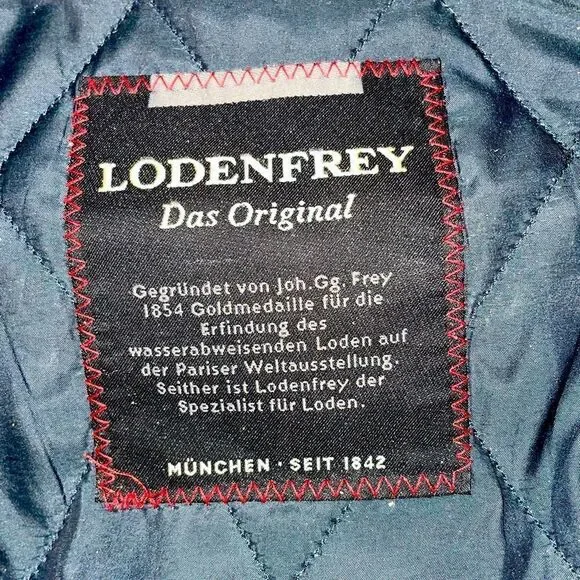 LODENFREY
Das Original
Gegründet von Joh. Gg. Frey
1854 Goldmedaille für die
Erfindung des
wasserabweisenden Loden auf
der Pariser Weltausstellung.
Seither ist Lodenfrey der
Spezialist für Loden.
MÜNCHEN · SEIT 1842